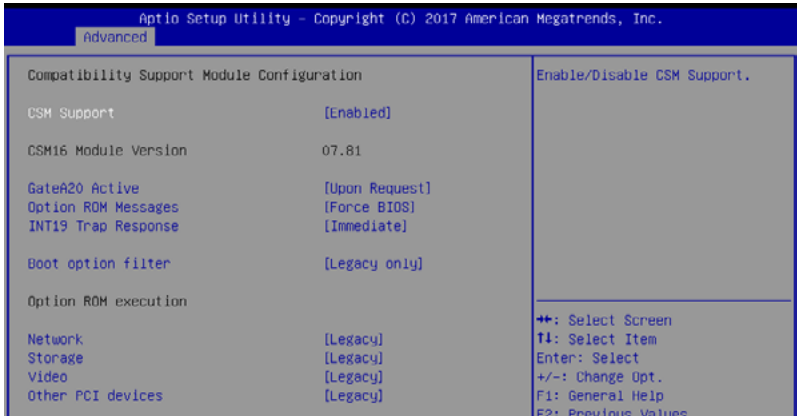 Aptio Setup Utility – Copyright (C) 2017 American Megatrends, Inc.
Advanced
Compatibility Support Module Configuration
CSM Support [Enabled]
CSM16 Module Version 07.81
GateA20 Active [Upon Request]
Option ROM Messages [Force BIOS]
INT19 Trap Response [Immediate]
Boot option filter [Legacy only]
Option ROM execution
Network [Legacy]
Storage [Legacy]
Video [Legacy]
Other PCI devices [Legacy]
Enable/Disable CSM Support.
→←: Select Screen
↑↓: Select Item
Enter: Select
+/-: Change Opt.
F1: General Help
F2: Previous Values